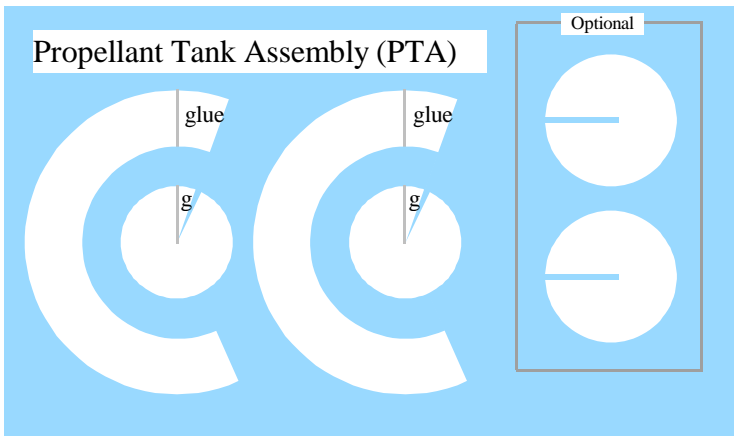 Optional
Propellant Tank Assembly (PTA)
glue
glue
g
g